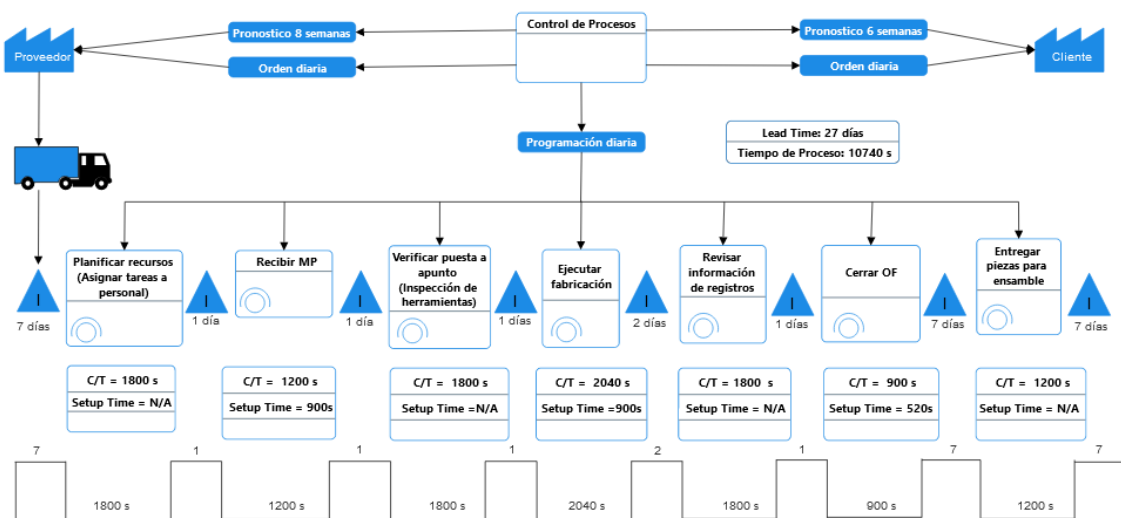 Control de Procesos
Pronostico 8 semanas
Pronostico 6 semanas
Proveedor
Cliente
Orden diaria
Orden diaria
Programación diaria
Lead Time: 27 días
Tiempo de Proceso: 10740 s
Planificar recursos
(Asignar tareas a
personal)
Recibir MP
Verificar puesta a
apunto
(Inspección de
herramientas)
Ejecutar
fabricación
Revisar
información
de registros
Cerrar OF
Entregar
piezas para
ensamble
I
I
I
I
I
I
I
I
7 días
1 día
1 día
1 días
2 días
1 días
7 días
7 días
C/T = 1800 s
Setup Time = N/A
C/T = 1200 s
Setup Time = 900s
C/T = 1800 s
Setup Time =N/A
C/T = 2040 s
Setup Time =900s
C/T = 1800 s
Setup Time = N/A
C/T = 900 s
Setup Time = 520s
C/T = 1200 s
Setup Time = N/A
7
1
1
1
2
1
7
7
1800 s
1200 s
1800 s
2040 s
1800 s
900 s
1200 s